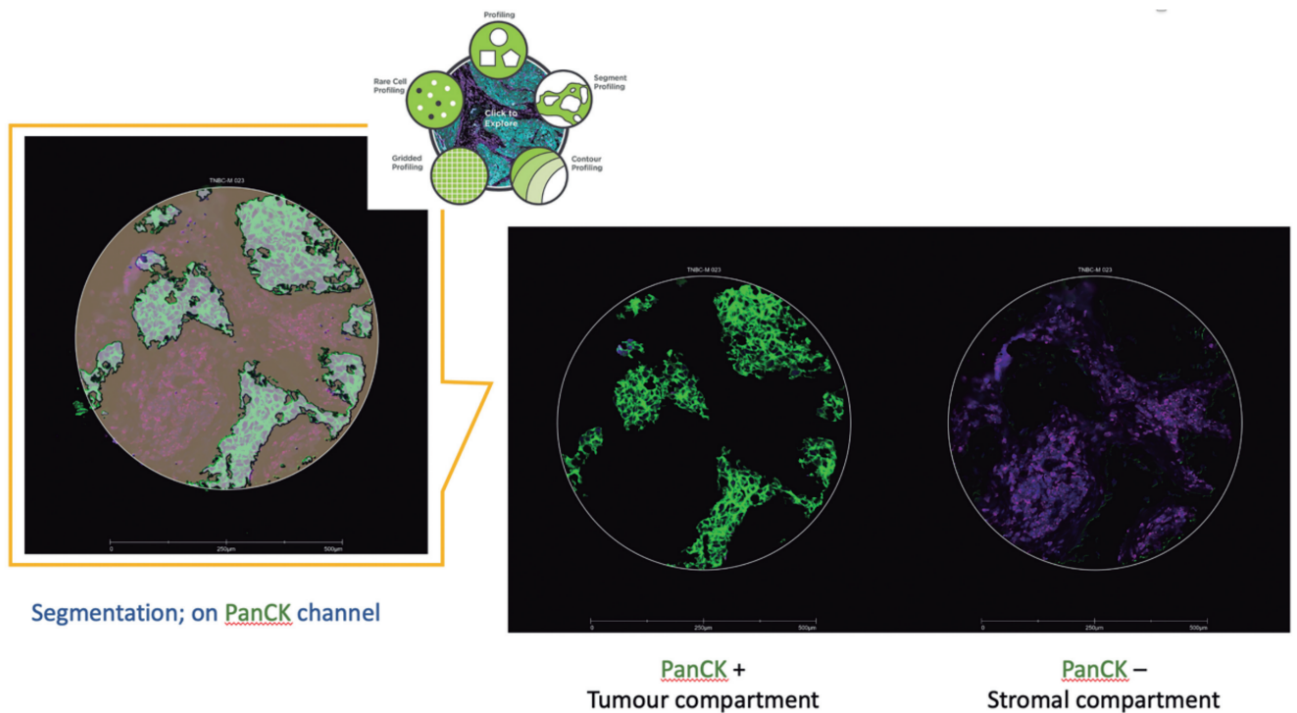 Profiling
Rare Cell
Profiling
Segment
Profiling
Click to
Explore
Gridded
Profiling
Contour
Profiling
TNBC-M 023
0 250µm 500µm
Segmentation; on PanCK channel
TNBC-M 023
0 250µm 500µm
TNBC-M 023
0 250µm 500µm
PanCK +
Tumour compartment
PanCK –
Stromal compartment